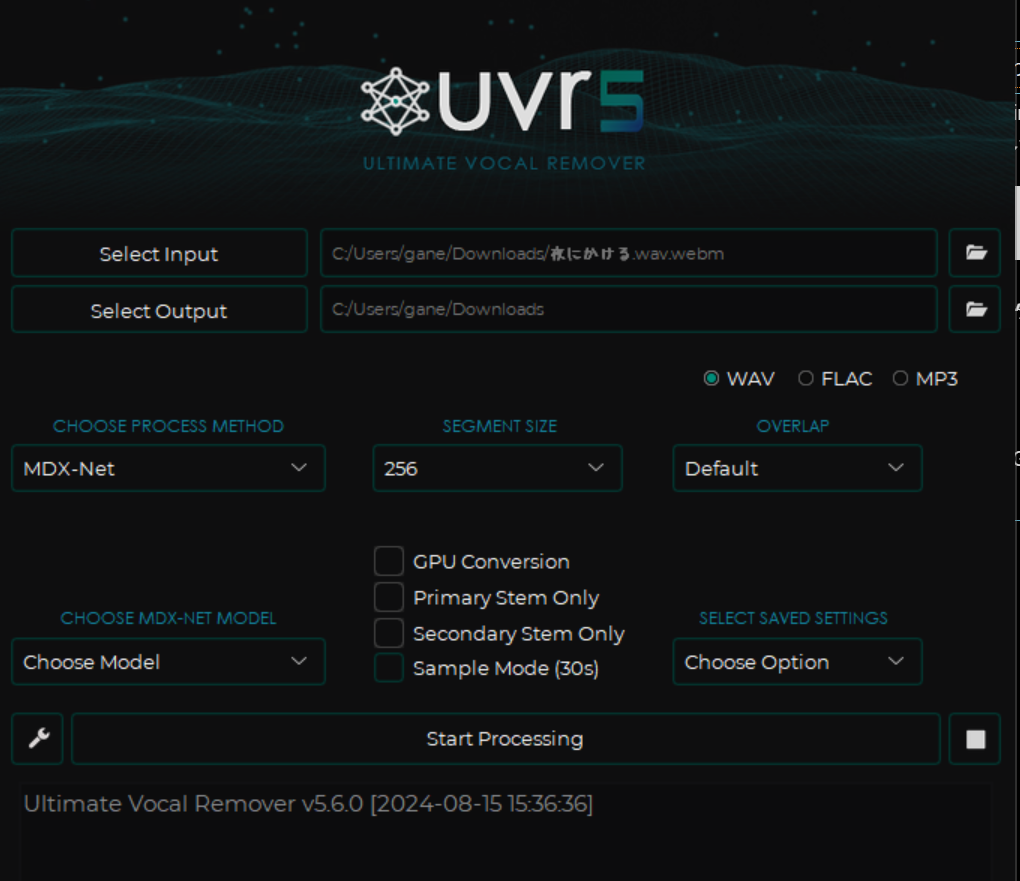 uvr5
ULTIMATE VOCAL REMOVER
Select Input
C:/Users/gane/Downloads/夜にかける.wav.webm
Select Output
C:/Users/gane/Downloads
WAV FLAC MP3
CHOOSE PROCESS METHOD SEGMENT SIZE OVERLAP
MDX-Net 256 Default
GPU Conversion
Primary Stem Only
CHOOSE MDX-NET MODEL SELECT SAVED SETTINGS
Secondary Stem Only
Choose Model Sample Mode (30s) Choose Option
Start Processing
Ultimate Vocal Remover v5.6.0 [2024-08-15 15:36:36]